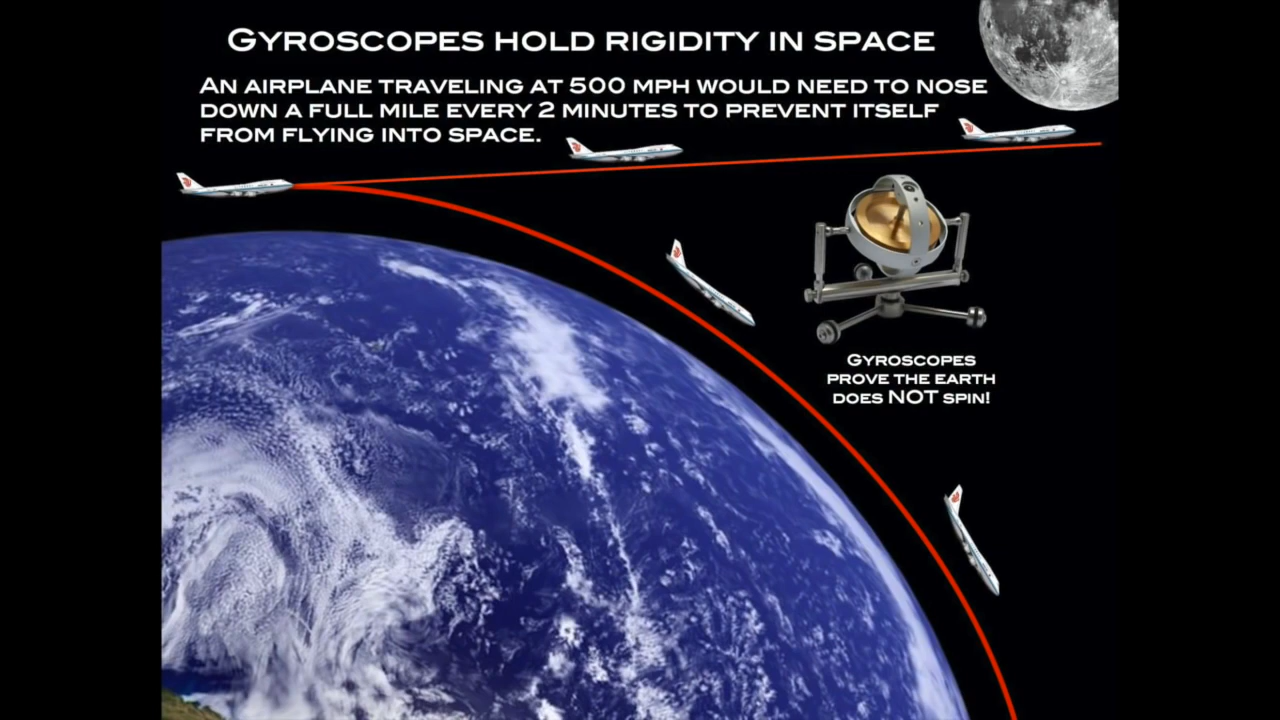 GYROSCOPES HOLD RIGIDITY IN SPACE
AN AIRPLANE TRAVELING AT 500 MPH WOULD NEED TO NOSE
DOWN A FULL MILE EVERY 2 MINUTES TO PREVENT ITSELF
FROM FLYING INTO SPACE.
GYROSCOPES
PROVE THE EARTH
DOES NOT SPIN!